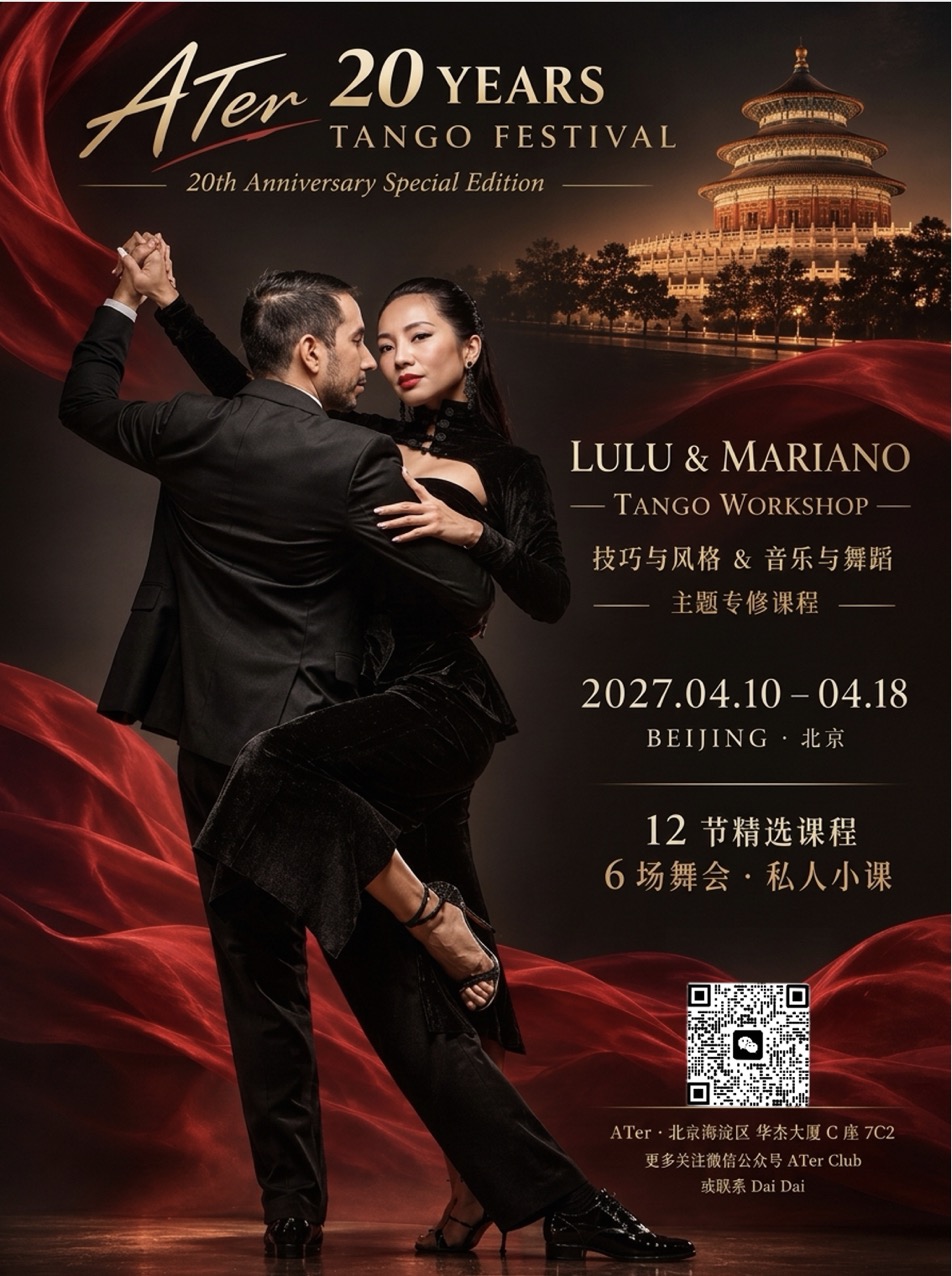 ATer 20 YEARS
TANGO FESTIVAL
20th Anniversary Special Edition
LULU & MARIANO
TANGO WORKSHOP
技巧与风格 & 音乐与舞蹈
主题专修课程
2027.04.10 – 04.18
BEIJING · 北京
12 节精选课程
6 场舞会 · 私人小课
ATer · 北京海淀区 华杰大厦 C 座 7C2
更多关注微信公众号 ATer Club
或联系 Dai Dai